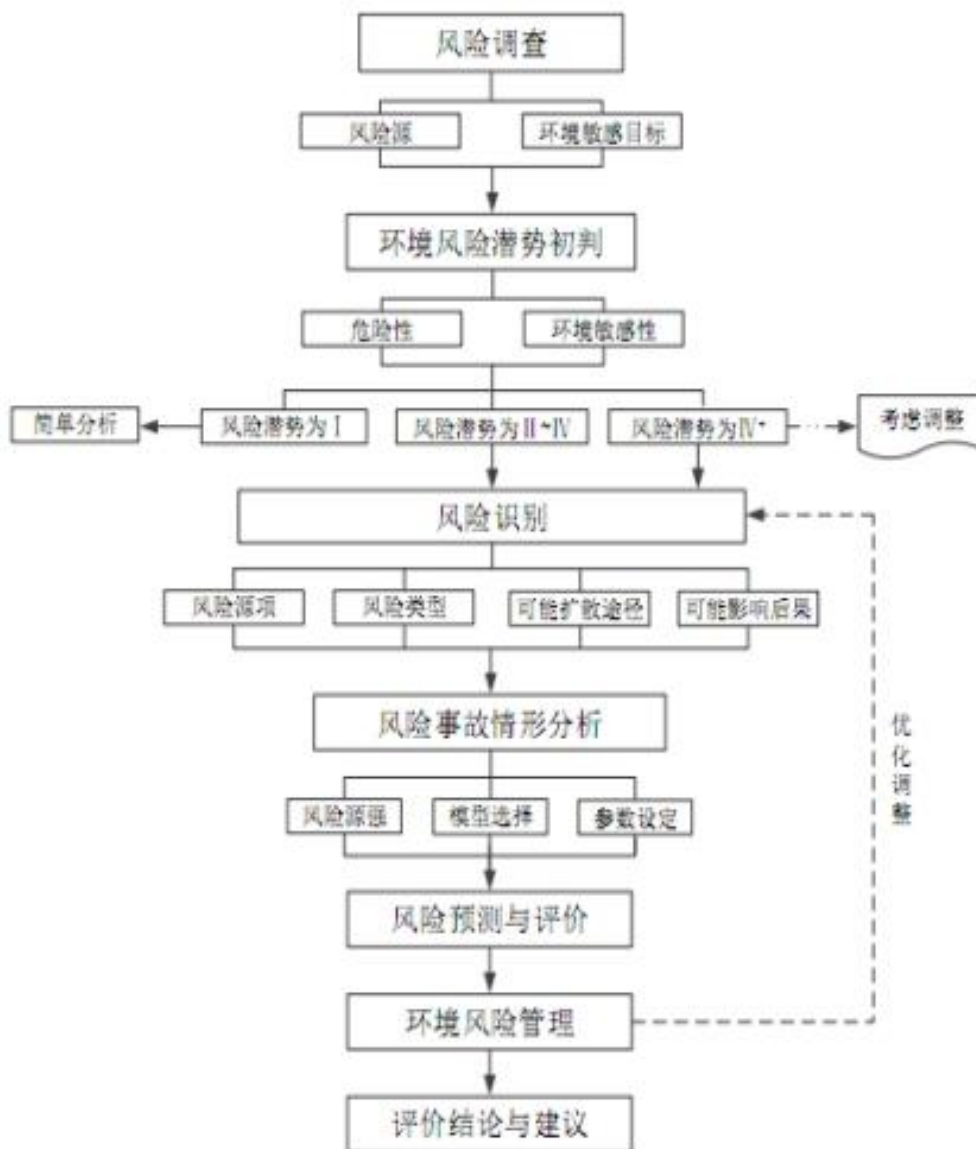 风险调查
风险源
环境敏感目标
环境风险潜势初判
危险性
环境敏感性
简单分析
风险潜势为Ⅰ
风险潜势为Ⅱ~Ⅳ
风险潜势为Ⅳ+
考虑调整
风险识别
风险源项
风险类型
可能扩散途径
可能影响后果
风险事故情形分析
优化调整
风险源强
模型选择
参数设定
风险预测与评价
环境风险管理
评价结论与建议